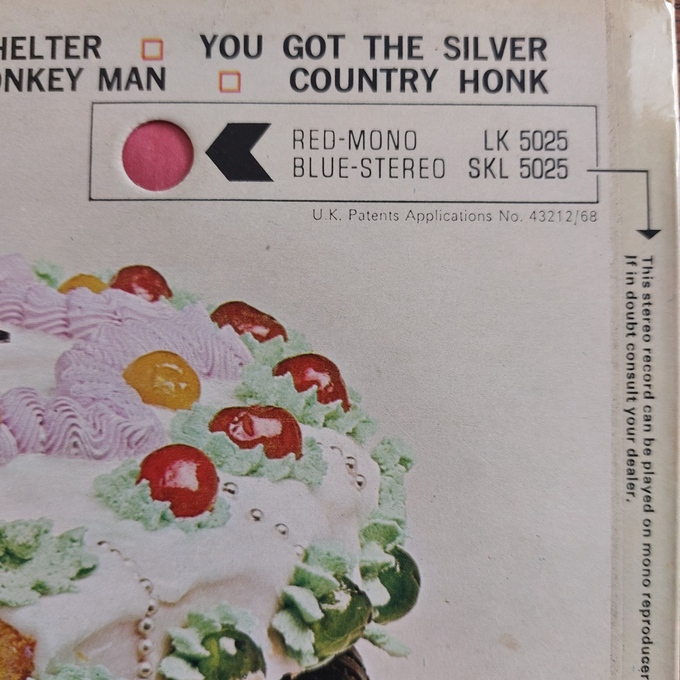 HELTER □ YOU GOT THE SILVER
ONKEY MAN □ COUNTRY HONK
RED-MONO LK 5025
BLUE-STEREO SKL 5025
U.K. Patents Applications No. 43212/68
This stereo record can be played on mono reproducer
If in doubt consult your dealer.